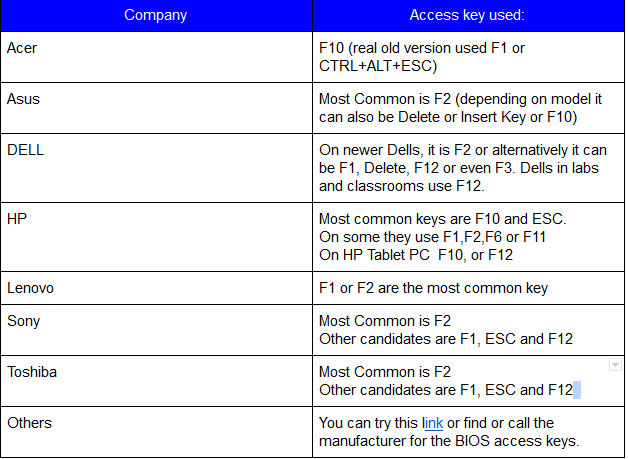 Company Access key used:
Acer F10 (real old version used F1 or
CTRL+ALT+ESC)
Asus Most Common is F2 (depending on model it
can also be Delete or Insert Key or F10)
DELL On newer Dells, it is F2 or alternatively it can
be F1, Delete, F12 or even F3. Dells in labs
and classrooms use F12.
HP Most common keys are F10 and ESC.
On some they use F1,F2,F6 or F11
On HP Tablet PC F10, or F12
Lenovo F1 or F2 are the most common key
Sony Most Common is F2
Other candidates are F1, ESC and F12
Toshiba Most Common is F2
Other candidates are F1, ESC and F12
Others You can try this link or find or call the
manufacturer for the BIOS access keys.